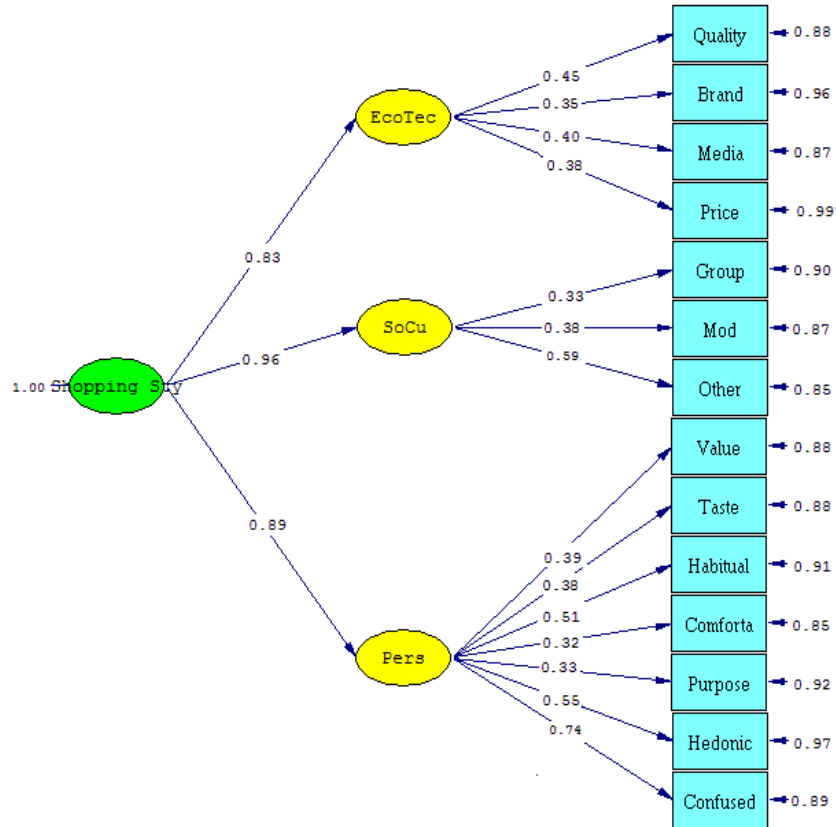 Quality
0.88
0.45
Brand
0.96
0.35
EcoTec
0.40
Media
0.87
0.38
Price
0.99
0.83
Group
0.90
0.33
SoCu
0.38
Mod
0.87
0.59
0.96
Other
0.85
1.00
Shopping Sty
Value
0.88
Taste
0.88
0.89
0.39
Habitual
0.91
0.38
0.51
Comforta
0.85
0.32
Pers
0.33
Purpose
0.92
0.55
0.74
Hedonic
0.97
Confused
0.89